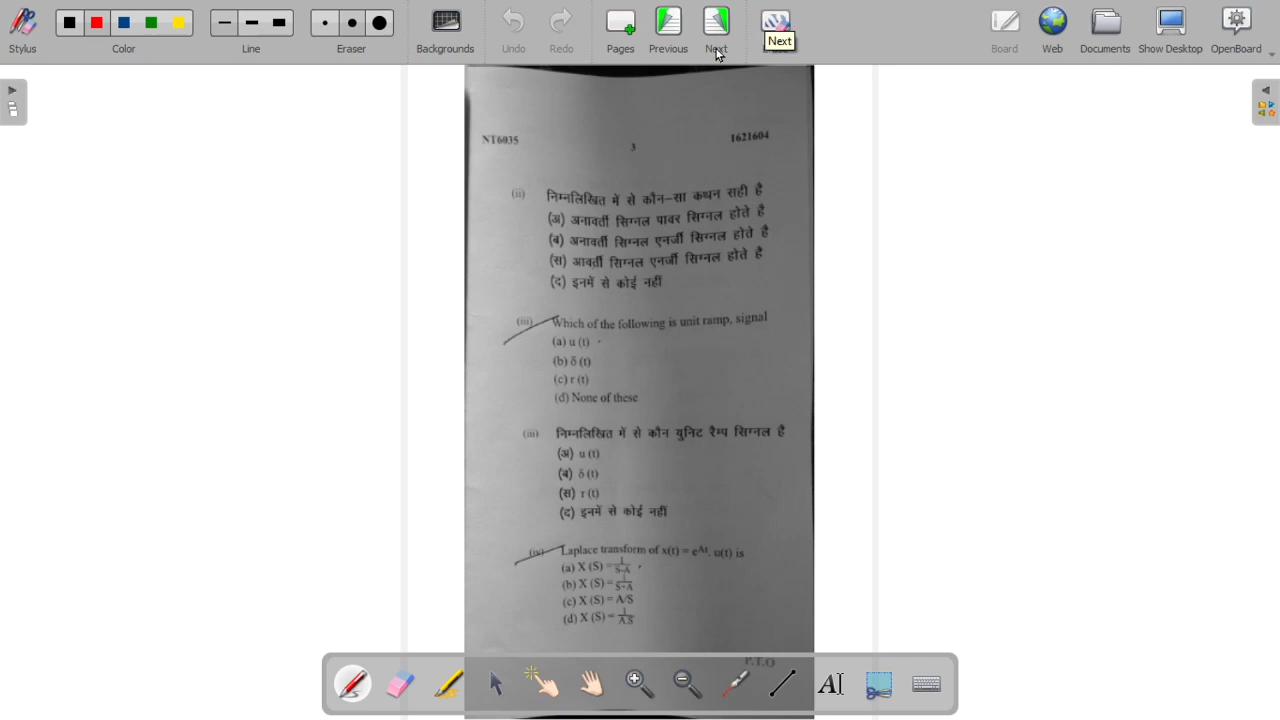 Stylus
Color
Line
Eraser
Backgrounds
Undo
Redo
Pages
Previous
Next
Next
Board
Web
Documents
Show Desktop
OpenBoard
NT6035
3
1621604
(ii) निम्नलिखित में से कौन-सा कथन सही है
(अ) अनावर्ती सिग्नल पावर सिग्नल होते है
(ब) अनावर्ती सिग्नल एनर्जी सिग्नल होते है
(स) आवर्ती सिग्नल एनर्जी सिग्नल होते है
(द) इनमें से कोई नहीं
(iii) Which of the following is unit ramp, signal
(a) u (t)
(b) δ (t)
(c) r (t)
(d) None of these
(iii) निम्नलिखित में से कौन युनिट रैम्प सिग्नल है
(अ) u (t)
(ब) δ (t)
(स) r (t)
(द) इनमें से कोई नहीं
(iv) Laplace transform of x(t) = e^At. u(t) is
(a) X (S) = 1/S-A
(b) X (S) = 1/S+A
(c) X (S) = A/S
(d) X (S) = 1/A.S
P.T.O